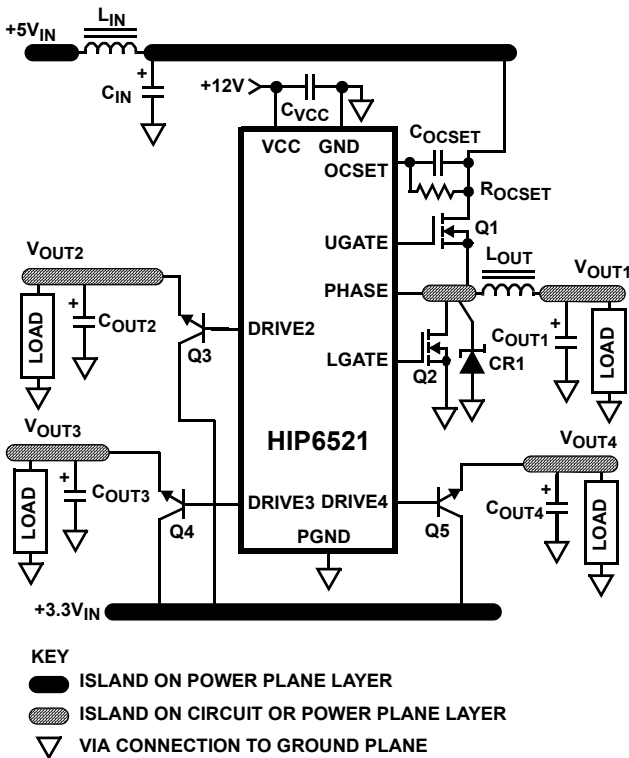 +5VIN
LIN
+
CIN
+12V
CVCC
VCC
GND
OCSET
COCSET
ROCSET
UGATE
Q1
VOUT2
LOUT
VOUT1
PHASE
LOAD
+
COUT2
Q3
DRIVE2
LGATE
Q2
CR1
COUT1
+
LOAD
HIP6521
VOUT3
VOUT4
LOAD
+
COUT3
Q4
DRIVE3
DRIVE4
Q5
COUT4
+
LOAD
PGND
+3.3VIN
KEY
ISLAND ON POWER PLANE LAYER
ISLAND ON CIRCUIT OR POWER PLANE LAYER
VIA CONNECTION TO GROUND PLANE